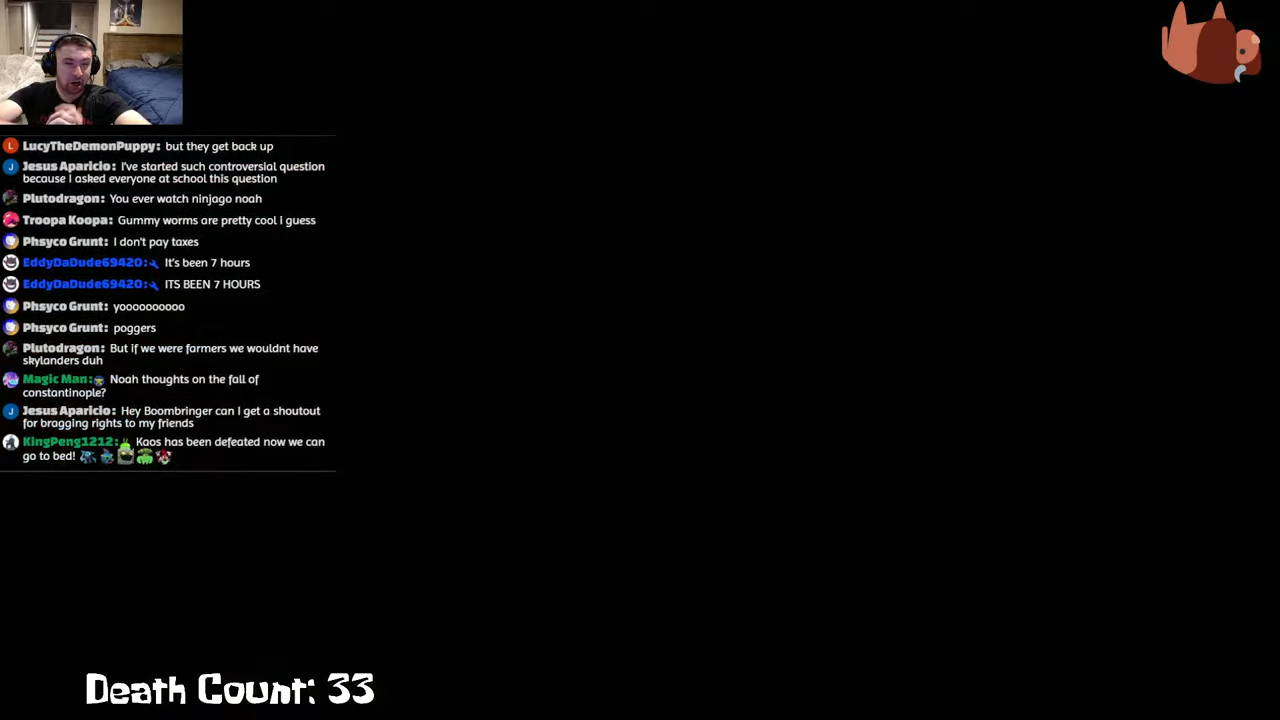 L LucyTheDemonPuppy: but they get back up
J Jesus Aparicio: I've started such controversial question
because i asked everyone at school this question
Plutodragon: You ever watch ninjago noah
Troopa Koopa: Gummy worms are pretty cool i guess
Phsyco Grunt: I don't pay taxes
EddyDaDude69420: It's been 7 hours
EddyDaDude69420: ITS BEEN 7 HOURS
Phsyco Grunt: yoooooooooo
Phsyco Grunt: poggers
Plutodragon: But if we were farmers we wouldnt have
skylanders duh
Magic Man: Noah thoughts on the fall of
constantinople?
J Jesus Aparicio: Hey Boombringer can I get a shoutout
for bragging rights to my friends
KingPeng1212: Kaos has been defeated now we can
go to bed!
Death Count: 33